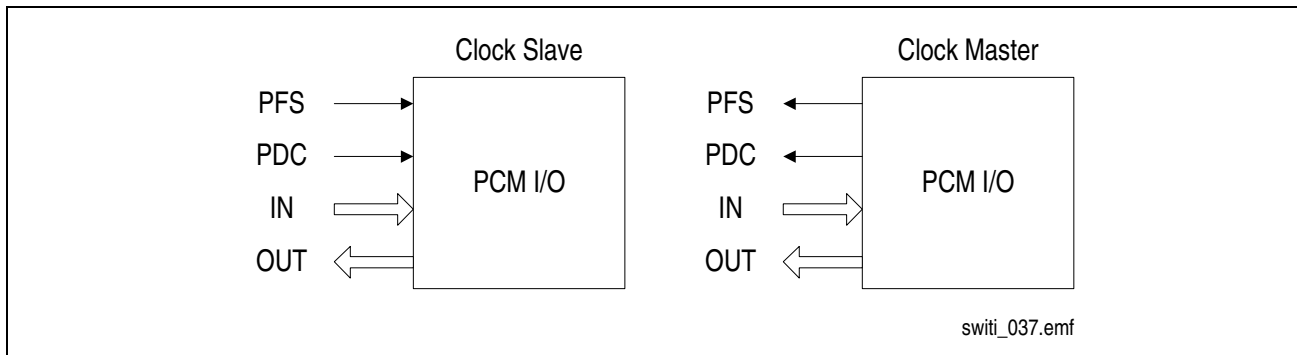 Clock Slave
PFS
PDC
IN
OUT
PCM I/O
Clock Master
PFS
PDC
IN
OUT
PCM I/O
switi_037.emf